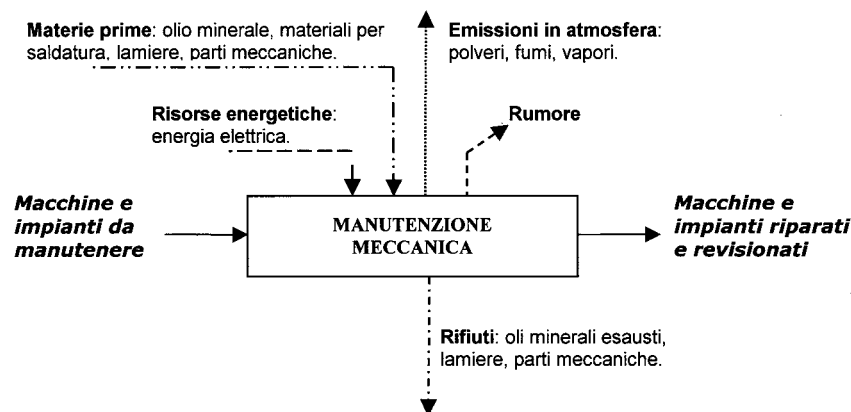 Materie prime: olio minerale, materiali per
saldatura, lamiere, parti meccaniche.
Emissioni in atmosfera:
polveri, fumi, vapori.
Risorse energetiche:
energia elettrica.
Rumore
Macchine e
impianti da
manutenere
MANUTENZIONE
MECCANICA
Macchine e
impianti riparati
e revisionati
Rifiuti: oli minerali esausti,
lamiere, parti meccaniche.